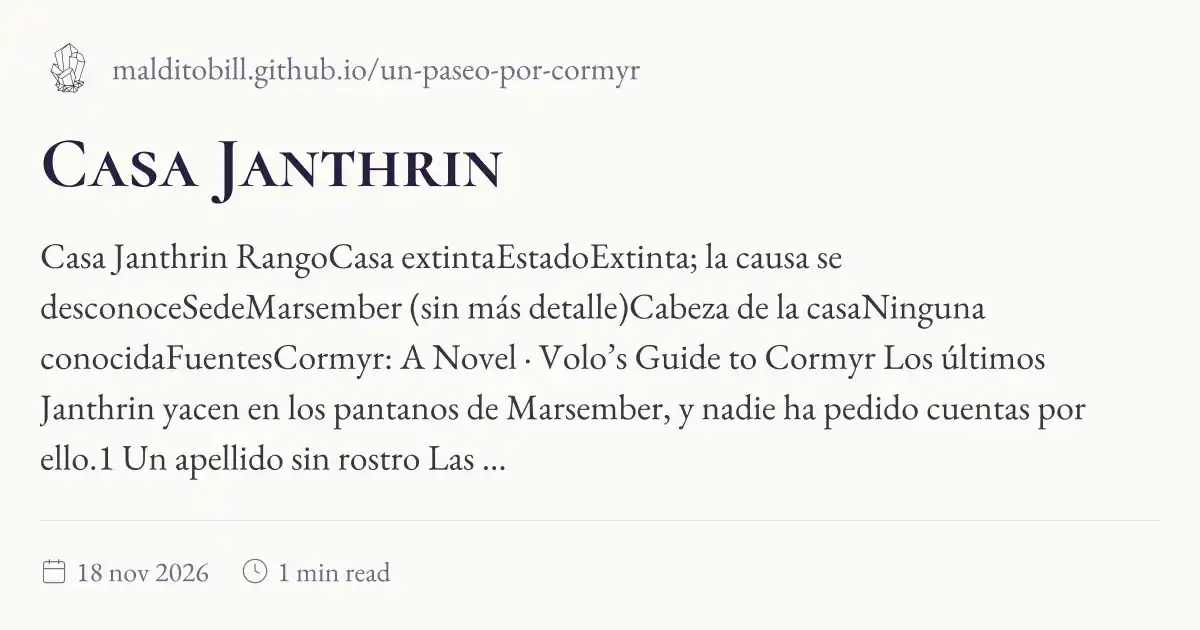 malditobill.github.io/un-paseo-por-cormyr
Casa Janthrin
Casa Janthrin RangoCasa extintaEstadoExtinta; la causa se
desconoceSedeMarsember (sin más detalle)Cabeza de la casaNinguna
conocidaFuentesCormyr: A Novel · Volo’s Guide to Cormyr Los últimos
Janthrin yacen en los pantanos de Marsember, y nadie ha pedido cuentas por
ello.1 Un apellido sin rostro Las ...
18 nov 2026
1 min read